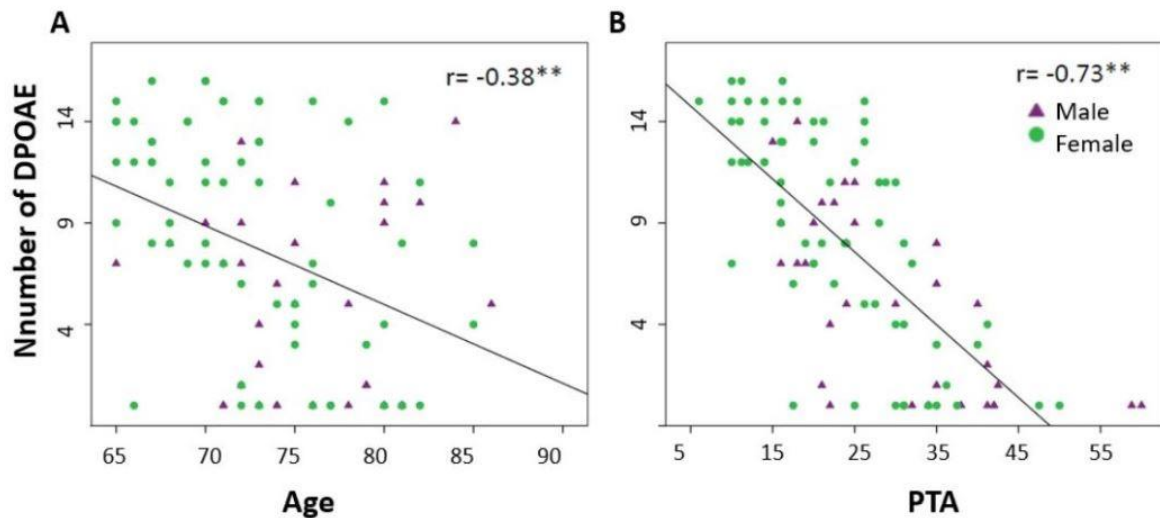 A
r= -0.38**
Nnumber of DPOAE
14
9
4
65 70 75 80 85 90
Age
B
r= -0.73**
Male
Female
14
9
4
5 15 25 35 45 55
PTA